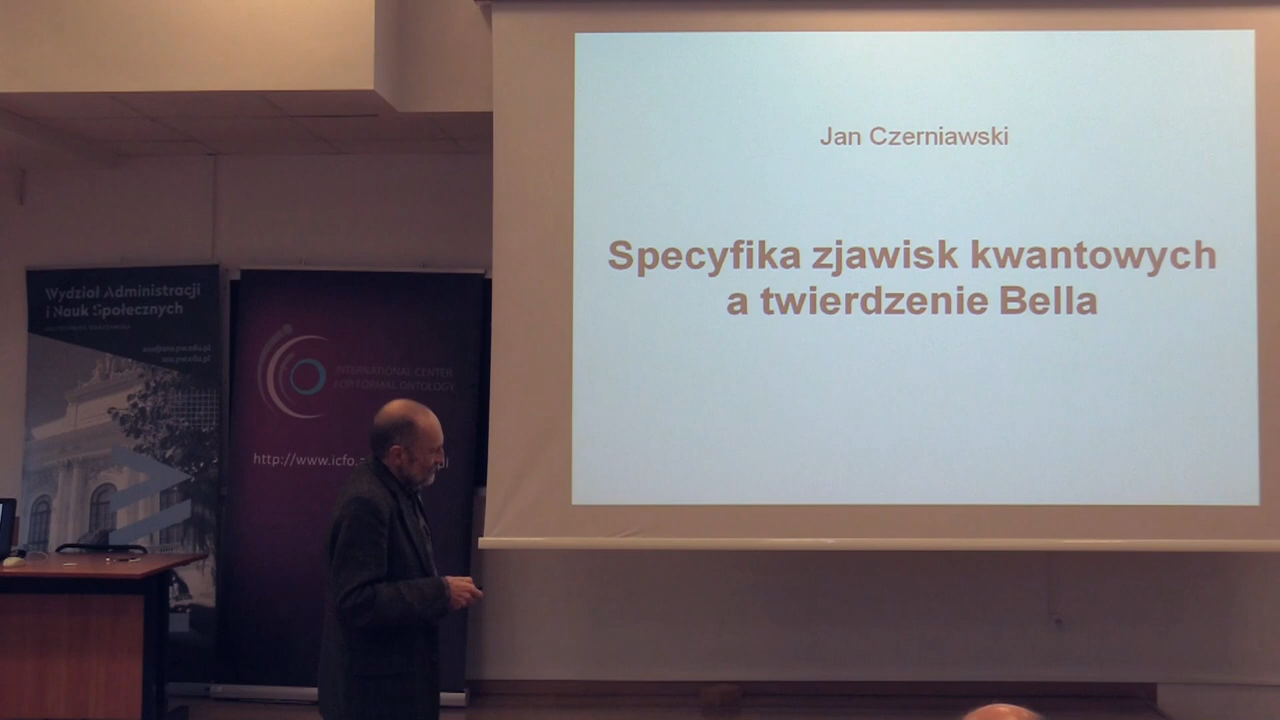 Jan Czerniawski
Specyfika zjawisk kwantowych
a twierdzenie Bella
Wydział Administracji
i Nauk Społecznych
INTERNATIONAL CENTER
FOR FORMAL ONTOLOGY
http://www.icfo.